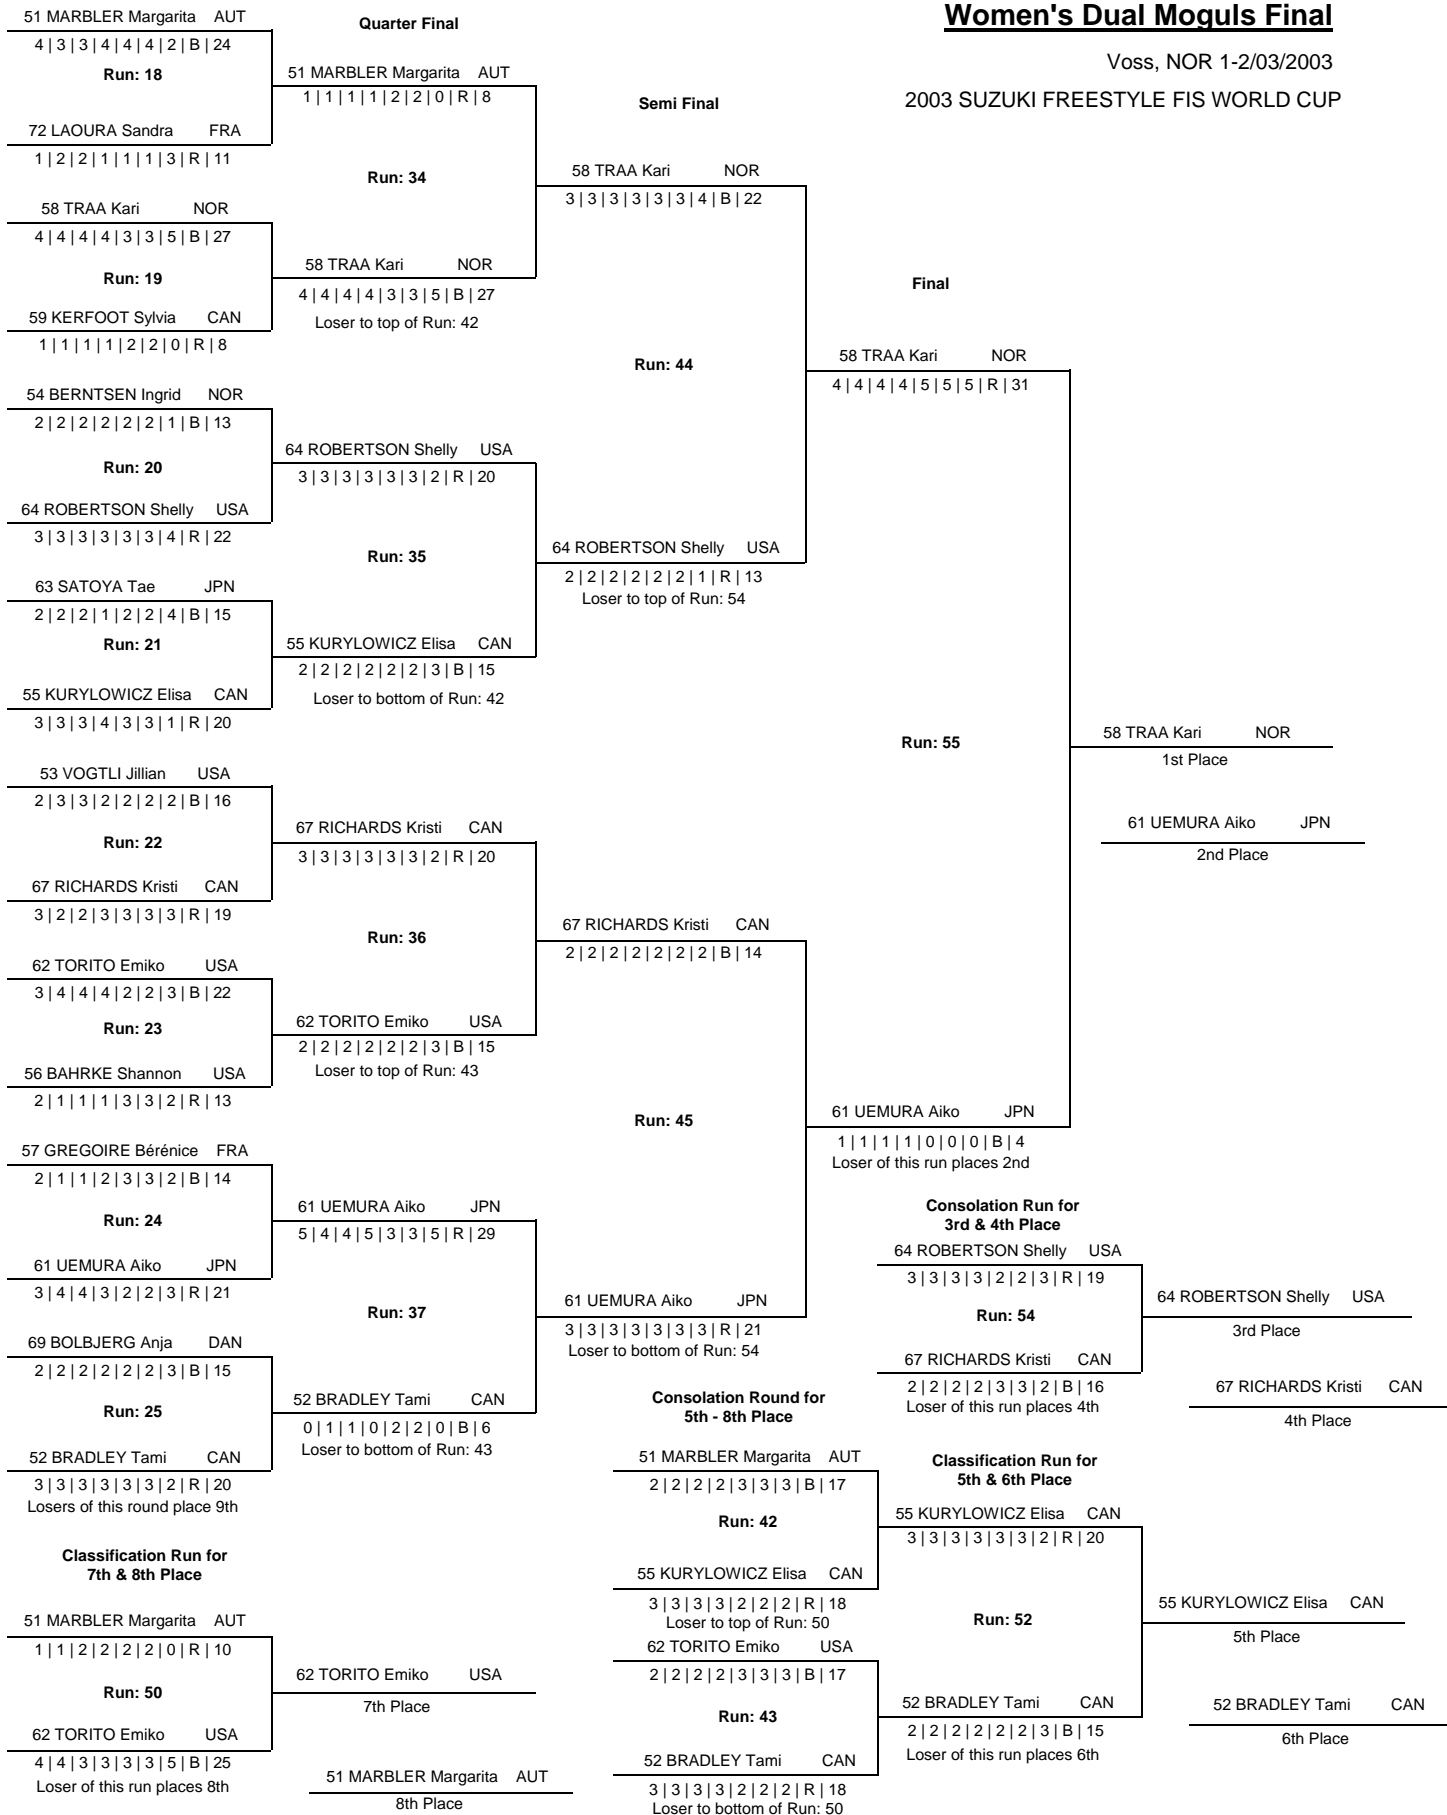 Women's Dual Moguls Final
Voss, NOR 1-2/03/2003
2003 SUZUKI FREESTYLE FIS WORLD CUP
51 MARBLER Margarita AUT
4 | 3 | 3 | 4 | 4 | 4 | 2 | B | 24
Run: 18
72 LAOURA Sandra FRA
1 | 2 | 2 | 1 | 1 | 1 | 3 | R | 11
58 TRAA Kari NOR
4 | 4 | 4 | 4 | 3 | 3 | 5 | B | 27
Run: 19
59 KERFOOT Sylvia CAN
1 | 1 | 1 | 1 | 2 | 2 | 0 | R | 8
54 BERNTSEN Ingrid NOR
2 | 2 | 2 | 2 | 2 | 2 | 1 | B | 13
Run: 20
64 ROBERTSON Shelly USA
3 | 3 | 3 | 3 | 3 | 3 | 4 | R | 22
63 SATOYA Tae JPN
2 | 2 | 2 | 1 | 2 | 2 | 4 | B | 15
Run: 21
55 KURYLOWICZ Elisa CAN
3 | 3 | 3 | 4 | 3 | 3 | 1 | R | 20
53 VOGTLI Jillian USA
2 | 3 | 3 | 2 | 2 | 2 | 2 | B | 16
Run: 22
67 RICHARDS Kristi CAN
3 | 2 | 2 | 3 | 3 | 3 | 3 | R | 19
62 TORITO Emiko USA
3 | 4 | 4 | 4 | 2 | 2 | 3 | B | 22
Run: 23
56 BAHRKE Shannon USA
2 | 1 | 1 | 1 | 3 | 3 | 2 | R | 13
57 GREGOIRE Bérénice FRA
2 | 1 | 1 | 2 | 3 | 3 | 2 | B | 14
Run: 24
61 UEMURA Aiko JPN
3 | 4 | 4 | 3 | 2 | 2 | 3 | R | 21
69 BOLBJERG Anja DAN
2 | 2 | 2 | 2 | 2 | 2 | 3 | B | 15
Run: 25
52 BRADLEY Tami CAN
3 | 3 | 3 | 3 | 3 | 3 | 2 | R | 20
Losers of this round place 9th
Quarter Final
51 MARBLER Margarita AUT
1 | 1 | 1 | 1 | 2 | 2 | 0 | R | 8
Run: 34
58 TRAA Kari NOR
4 | 4 | 4 | 4 | 3 | 3 | 5 | B | 27
Loser to top of Run: 42
64 ROBERTSON Shelly USA
3 | 3 | 3 | 3 | 3 | 3 | 2 | R | 20
Run: 35
55 KURYLOWICZ Elisa CAN
2 | 2 | 2 | 2 | 2 | 2 | 3 | B | 15
Loser to bottom of Run: 42
67 RICHARDS Kristi CAN
3 | 3 | 3 | 3 | 3 | 3 | 2 | R | 20
Run: 36
62 TORITO Emiko USA
2 | 2 | 2 | 2 | 2 | 2 | 3 | B | 15
Loser to top of Run: 43
61 UEMURA Aiko JPN
5 | 4 | 4 | 5 | 3 | 3 | 5 | R | 29
Run: 37
52 BRADLEY Tami CAN
0 | 1 | 1 | 0 | 2 | 2 | 0 | B | 6
Loser to bottom of Run: 43
Semi Final
58 TRAA Kari NOR
3 | 3 | 3 | 3 | 3 | 3 | 4 | B | 22
Run: 44
64 ROBERTSON Shelly USA
2 | 2 | 2 | 2 | 2 | 2 | 1 | R | 13
Loser to top of Run: 54
67 RICHARDS Kristi CAN
2 | 2 | 2 | 2 | 2 | 2 | 2 | B | 14
Run: 45
61 UEMURA Aiko JPN
3 | 3 | 3 | 3 | 3 | 3 | 3 | R | 21
Loser to bottom of Run: 54
Final
58 TRAA Kari NOR
4 | 4 | 4 | 4 | 5 | 5 | 5 | R | 31
Run: 55
61 UEMURA Aiko JPN
1 | 1 | 1 | 1 | 0 | 0 | 0 | B | 4
Loser of this run places 2nd
58 TRAA Kari NOR
1st Place
61 UEMURA Aiko JPN
2nd Place
Consolation Run for
3rd & 4th Place
64 ROBERTSON Shelly USA
3 | 3 | 3 | 3 | 2 | 2 | 3 | R | 19
Run: 54
67 RICHARDS Kristi CAN
2 | 2 | 2 | 2 | 3 | 3 | 2 | B | 16
Loser of this run places 4th
64 ROBERTSON Shelly USA
3rd Place
67 RICHARDS Kristi CAN
4th Place
Consolation Round for
5th - 8th Place
51 MARBLER Margarita AUT
2 | 2 | 2 | 2 | 3 | 3 | 3 | B | 17
Run: 42
55 KURYLOWICZ Elisa CAN
3 | 3 | 3 | 3 | 2 | 2 | 2 | R | 18
Loser to top of Run: 50
62 TORITO Emiko USA
2 | 2 | 2 | 2 | 3 | 3 | 3 | B | 17
Run: 43
52 BRADLEY Tami CAN
3 | 3 | 3 | 3 | 2 | 2 | 2 | R | 18
Loser to bottom of Run: 50
Classification Run for
5th & 6th Place
55 KURYLOWICZ Elisa CAN
3 | 3 | 3 | 3 | 3 | 3 | 2 | R | 20
Run: 52
52 BRADLEY Tami CAN
2 | 2 | 2 | 2 | 2 | 2 | 3 | B | 15
Loser of this run places 6th
55 KURYLOWICZ Elisa CAN
5th Place
52 BRADLEY Tami CAN
6th Place
Classification Run for
7th & 8th Place
51 MARBLER Margarita AUT
1 | 1 | 2 | 2 | 2 | 2 | 0 | R | 10
Run: 50
62 TORITO Emiko USA
4 | 4 | 3 | 3 | 3 | 3 | 5 | B | 25
Loser of this run places 8th
62 TORITO Emiko USA
7th Place
51 MARBLER Margarita AUT
8th Place